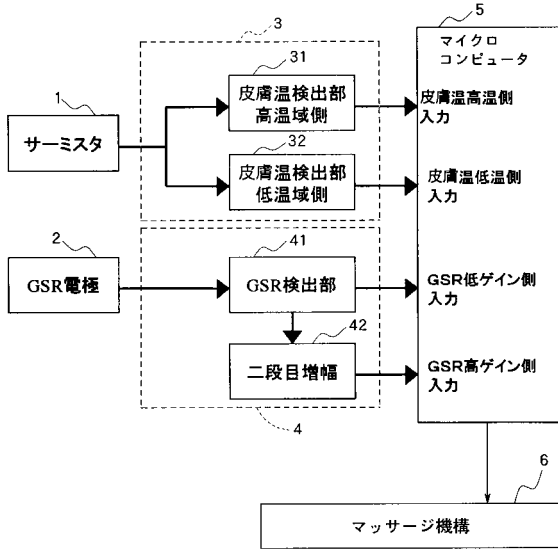 3
5
マイクロ
コンピュータ
31
皮膚温検出部
高温域側
皮膚温高温側
入力
1
サーミスタ
32
皮膚温検出部
低温域側
皮膚温低温側
入力
2
GSR電極
41
GSR検出部
GSR低ゲイン側
入力
42
二段目増幅
GSR高ゲイン側
入力
4
6
マッサージ機構